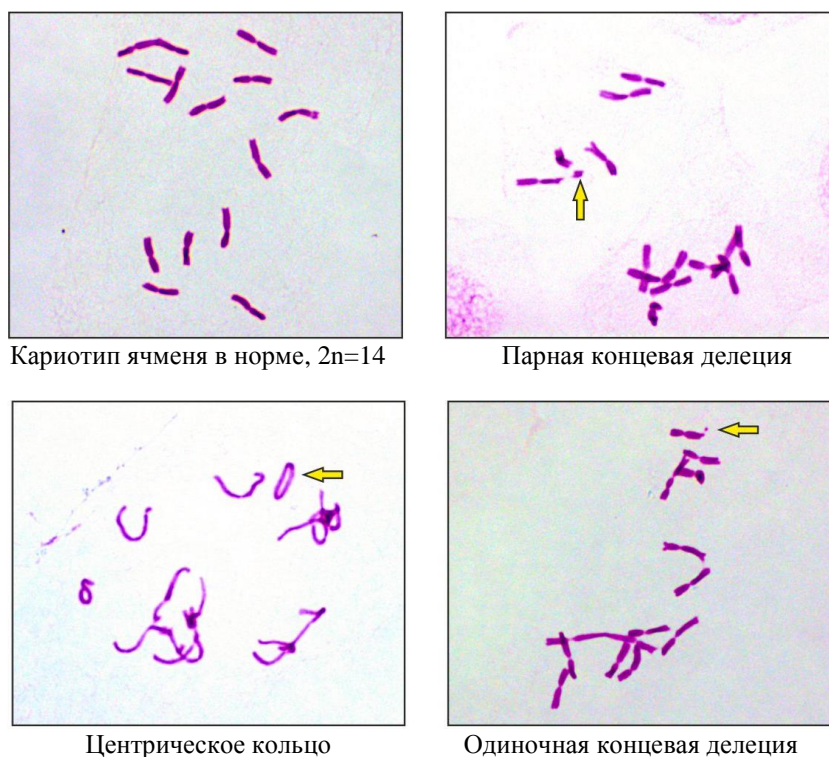 Кариотип ячменя в норме, 2n=14
Парная концевая делеция
Центрическое кольцо
Одиночная концевая делеция